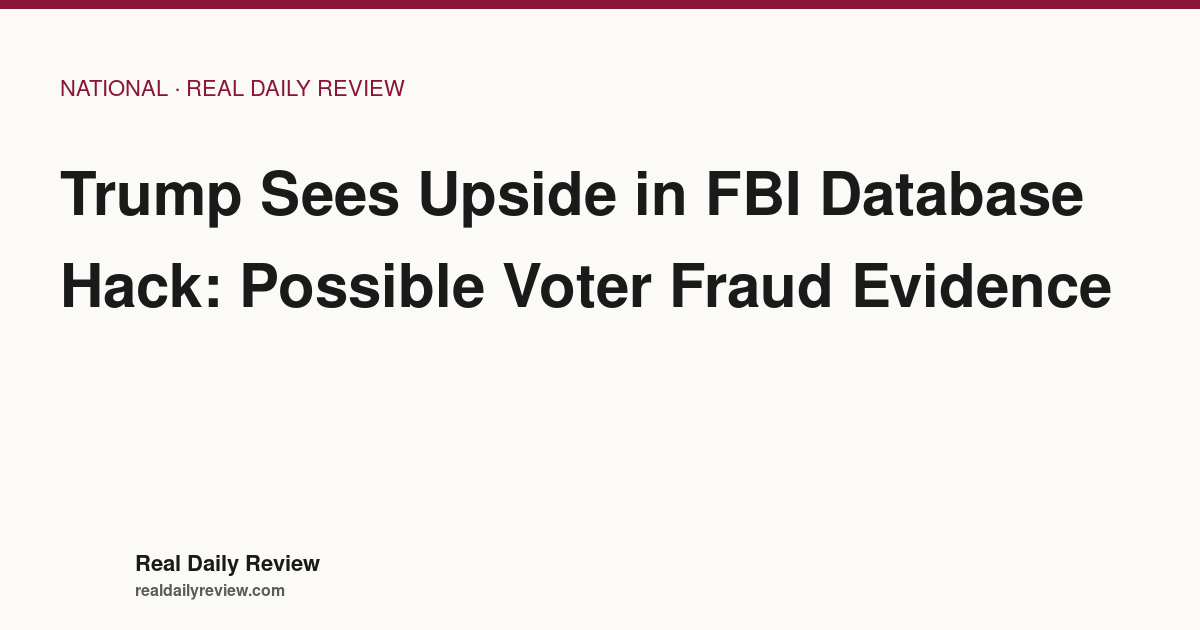 NATIONAL · REAL DAILY REVIEW
Trump Sees Upside in FBI Database
Hack: Possible Voter Fraud Evidence
Real Daily Review
realdailyreview.com